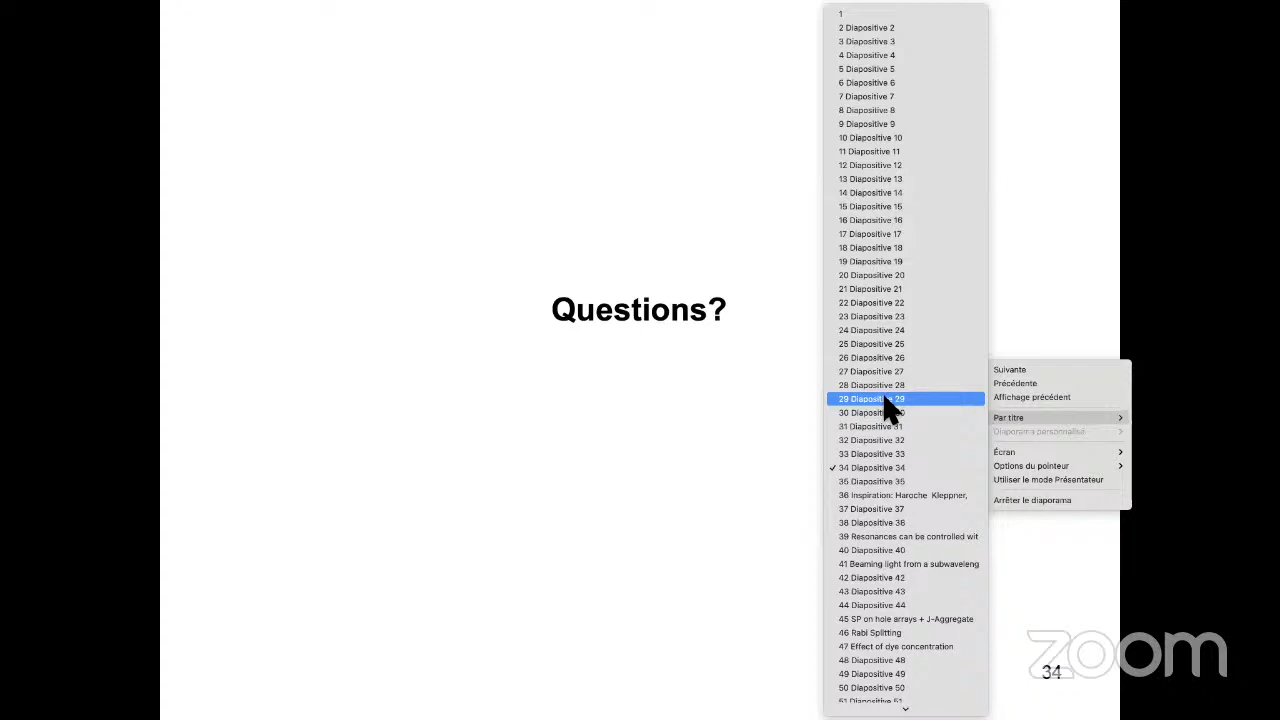 Questions?
1
2 Diapositive 2
3 Diapositive 3
4 Diapositive 4
5 Diapositive 5
6 Diapositive 6
7 Diapositive 7
8 Diapositive 8
9 Diapositive 9
10 Diapositive 10
11 Diapositive 11
12 Diapositive 12
13 Diapositive 13
14 Diapositive 14
15 Diapositive 15
16 Diapositive 16
17 Diapositive 17
18 Diapositive 18
19 Diapositive 19
20 Diapositive 20
21 Diapositive 21
22 Diapositive 22
23 Diapositive 23
24 Diapositive 24
25 Diapositive 25
26 Diapositive 26
27 Diapositive 27
28 Diapositive 28
29 Diapositive 29
30 Diapositive 30
31 Diapositive 31
32 Diapositive 32
33 Diapositive 33
34 Diapositive 34
35 Diapositive 35
36 Inspiration: Haroche Kleppner,
37 Diapositive 37
38 Diapositive 38
39 Resonances can be controlled wit
40 Diapositive 40
41 Beaming light from a subwaveleng
42 Diapositive 42
43 Diapositive 43
44 Diapositive 44
45 SP on hole arrays + J-Aggregate
46 Rabi Splitting
47 Effect of dye concentration
48 Diapositive 48
49 Diapositive 49
50 Diapositive 50
51 Diapositive 51
Suivante
Précédente
Affichage précédent
Par titre
Diaporama personnalisé
Écran
Options du pointeur
Utiliser le mode Présentateur
Arrêter le diaporama
zoom
34